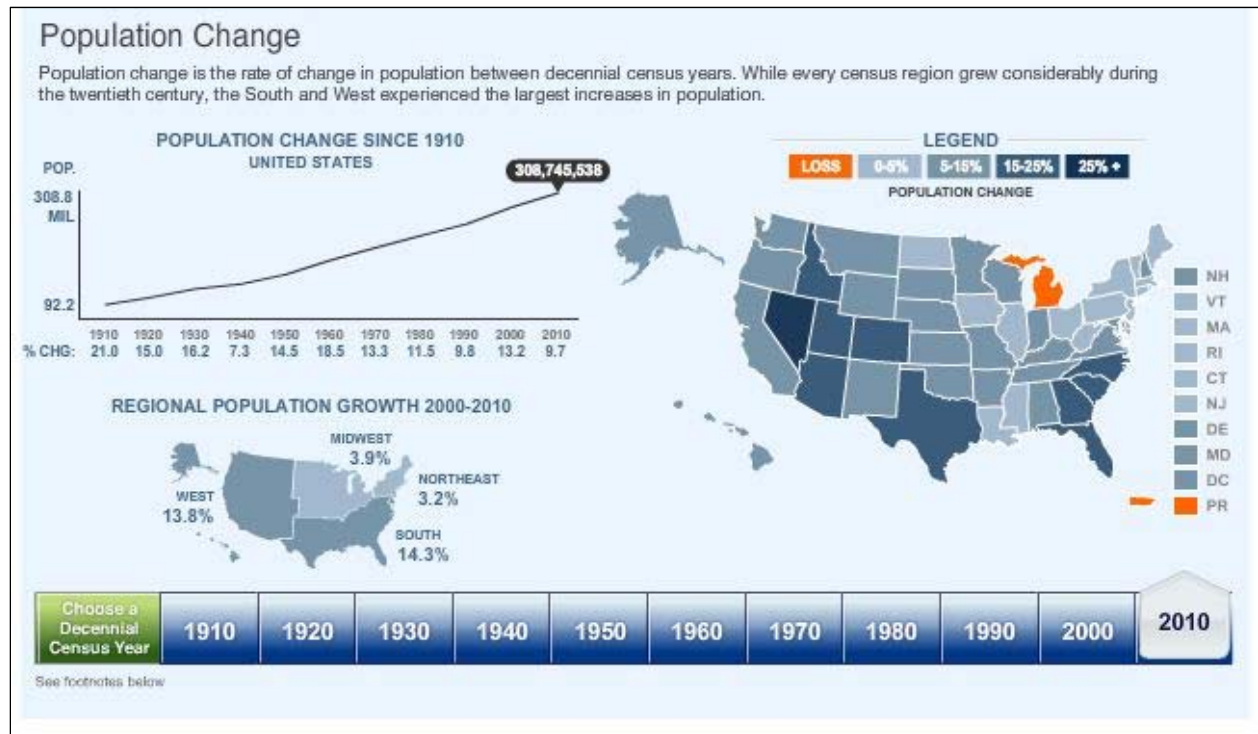 Population Change
Population change is the rate of change in population between decennial census years. While every census region grew considerably during
the twentieth century, the South and West experienced the largest increases in population.
POPULATION CHANGE SINCE 1910
UNITED STATES
POP.
308.8
MIL
308,745,538
92.2
1910 1920 1930 1940 1950 1960 1970 1980 1990 2000 2010
% CHG: 21.0 15.0 16.2 7.3 14.5 18.5 13.3 11.5 9.8 13.2 9.7
LEGEND
LOSS 0-5% 5-15% 15-25% 25% +
POPULATION CHANGE
NH
VT
MA
RI
CT
NJ
DE
MD
DC
PR
REGIONAL POPULATION GROWTH 2000-2010
MIDWEST
3.9%
NORTHEAST
3.2%
WEST
13.8%
SOUTH
14.3%
Choose a
Decennial
Census Year
1910 1920 1930 1940 1950 1960 1970 1980 1990 2000 2010
See footnotes below